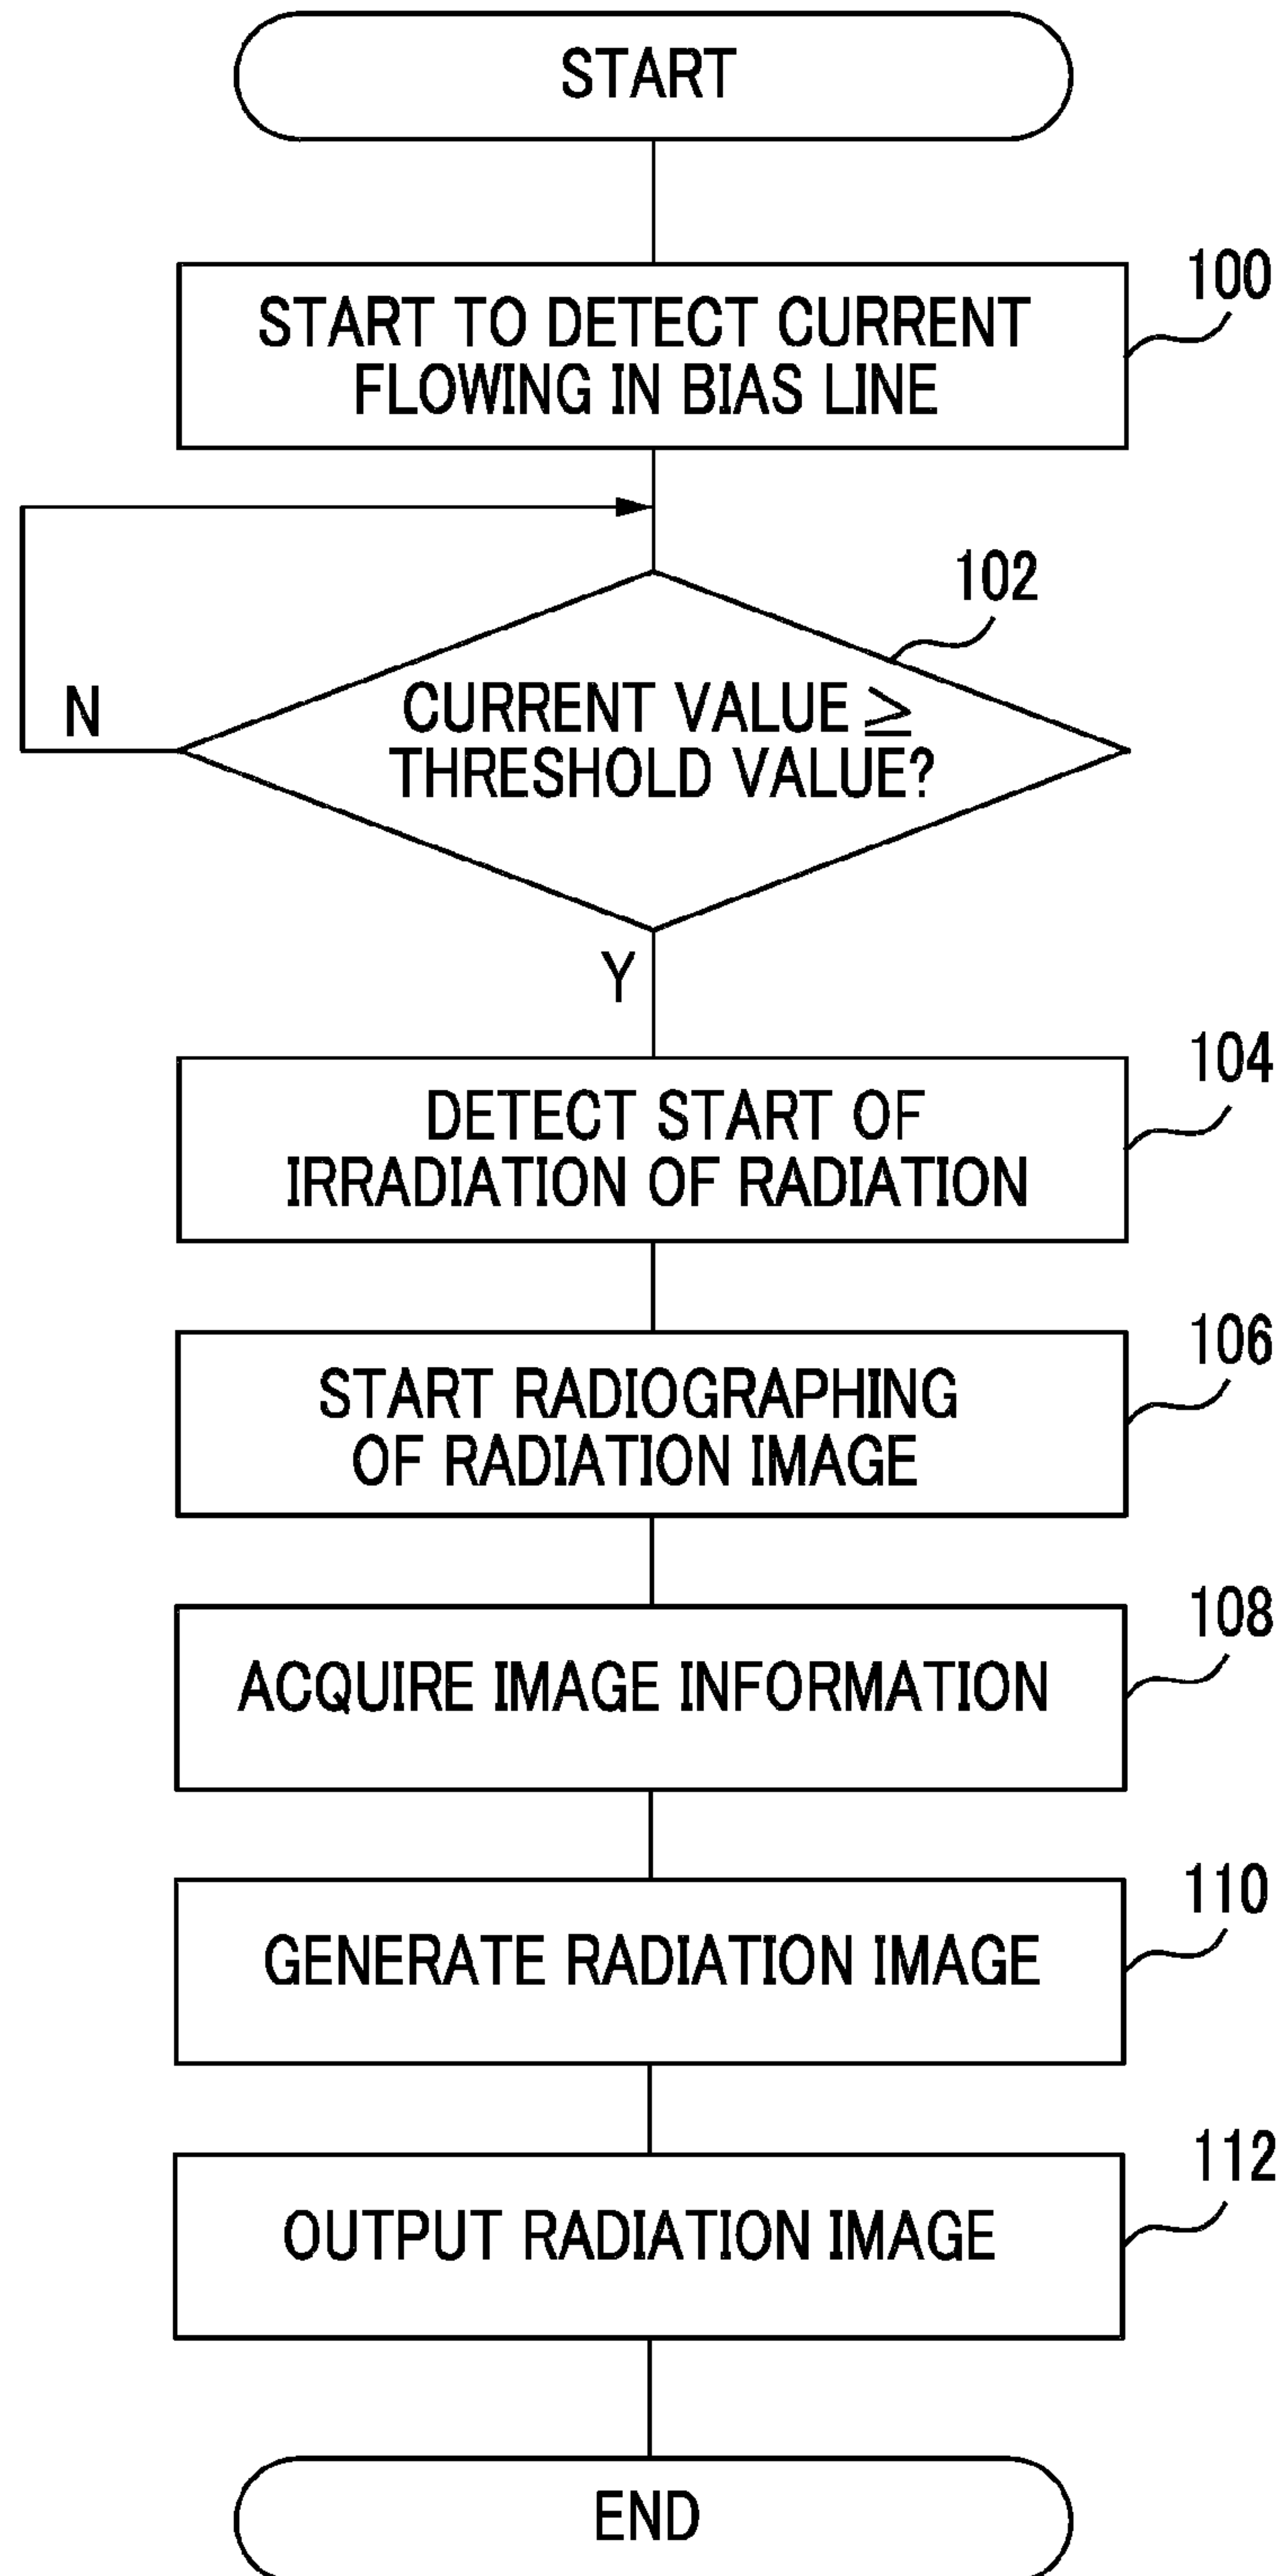 START
100
START TO DETECT CURRENT
FLOWING IN BIAS LINE
102
CURRENT VALUE ≥
THRESHOLD VALUE?
N
Y
104
DETECT START OF
IRRADIATION OF RADIATION
106
START RADIOGRAPHING
OF RADIATION IMAGE
108
ACQUIRE IMAGE INFORMATION
110
GENERATE RADIATION IMAGE
112
OUTPUT RADIATION IMAGE
END